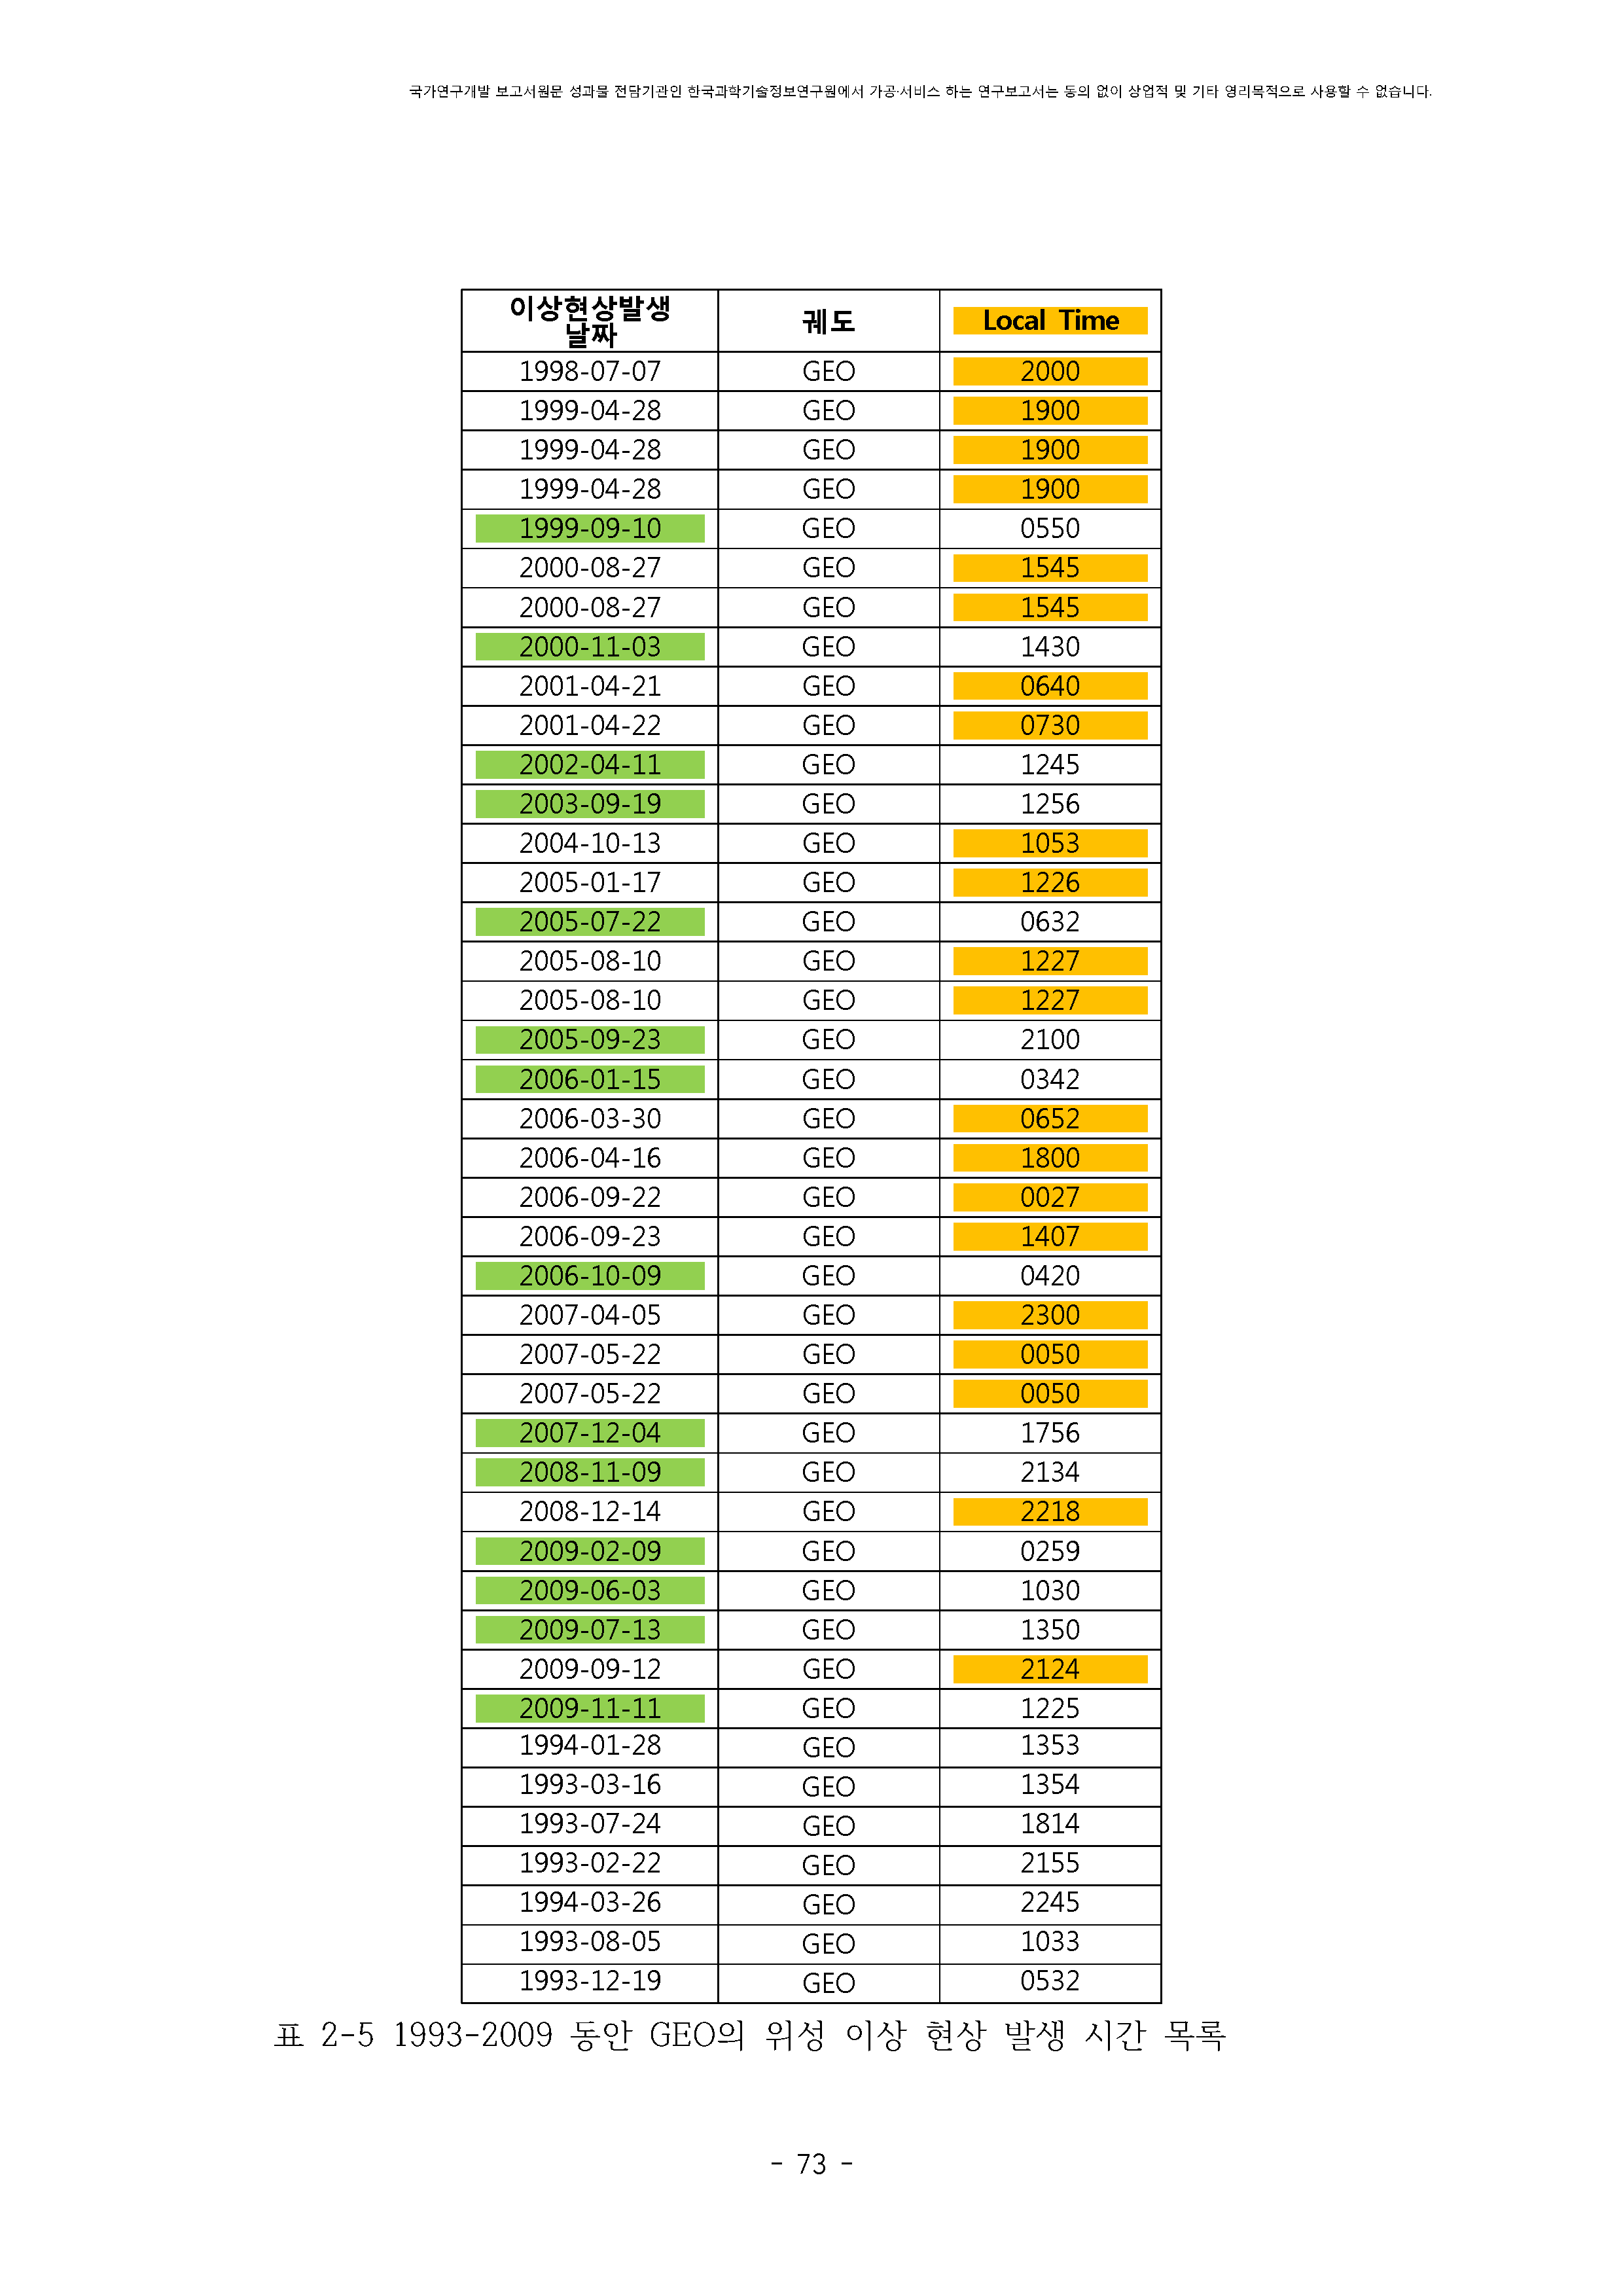 국가연구개발 보고서원문 성과물 전담기관인 한국과학기술정보연구원에서 가공·서비스 하는 연구보고서는 동의 없이 상업적 및 기타 영리목적으로 사용할 수 없습니다.
이상현상발생
날짜 궤도 Local Time
1998-07-07 GEO 2000
1999-04-28 GEO 1900
1999-04-28 GEO 1900
1999-04-28 GEO 1900
1999-09-10 GEO 0550
2000-08-27 GEO 1545
2000-08-27 GEO 1545
2000-11-03 GEO 1430
2001-04-21 GEO 0640
2001-04-22 GEO 0730
2002-04-11 GEO 1245
2003-09-19 GEO 1256
2004-10-13 GEO 1053
2005-01-17 GEO 1226
2005-07-22 GEO 0632
2005-08-10 GEO 1227
2005-08-10 GEO 1227
2005-09-23 GEO 2100
2006-01-15 GEO 0342
2006-03-30 GEO 0652
2006-04-16 GEO 1800
2006-09-22 GEO 0027
2006-09-23 GEO 1407
2006-10-09 GEO 0420
2007-04-05 GEO 2300
2007-05-22 GEO 0050
2007-05-22 GEO 0050
2007-12-04 GEO 1756
2008-11-09 GEO 2134
2008-12-14 GEO 2218
2009-02-09 GEO 0259
2009-06-03 GEO 1030
2009-07-13 GEO 1350
2009-09-12 GEO 2124
2009-11-11 GEO 1225
1994-01-28 GEO 1353
1993-03-16 GEO 1354
1993-07-24 GEO 1814
1993-02-22 GEO 2155
1994-03-26 GEO 2245
1993-08-05 GEO 1033
1993-12-19 GEO 0532
표 2-5 1993-2009 동안 GEO의 위성 이상 현상 발생 시간 목록
- 73 -